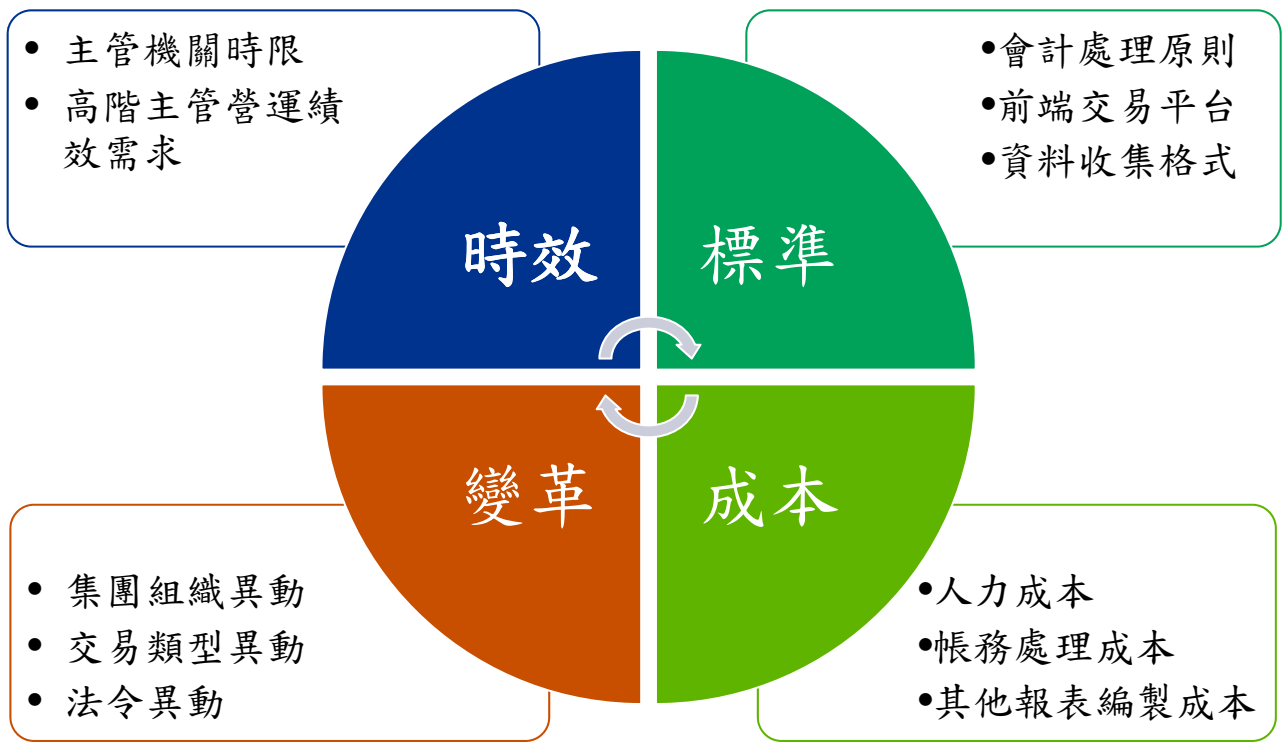 • 主管機關時限
• 高階主管營運績
效需求
•會計處理原則
•前端交易平台
•資料收集格式
時效
標準
變革
成本
• 集團組織異動
• 交易類型異動
• 法令異動
•人力成本
•帳務處理成本
•其他報表編製成本